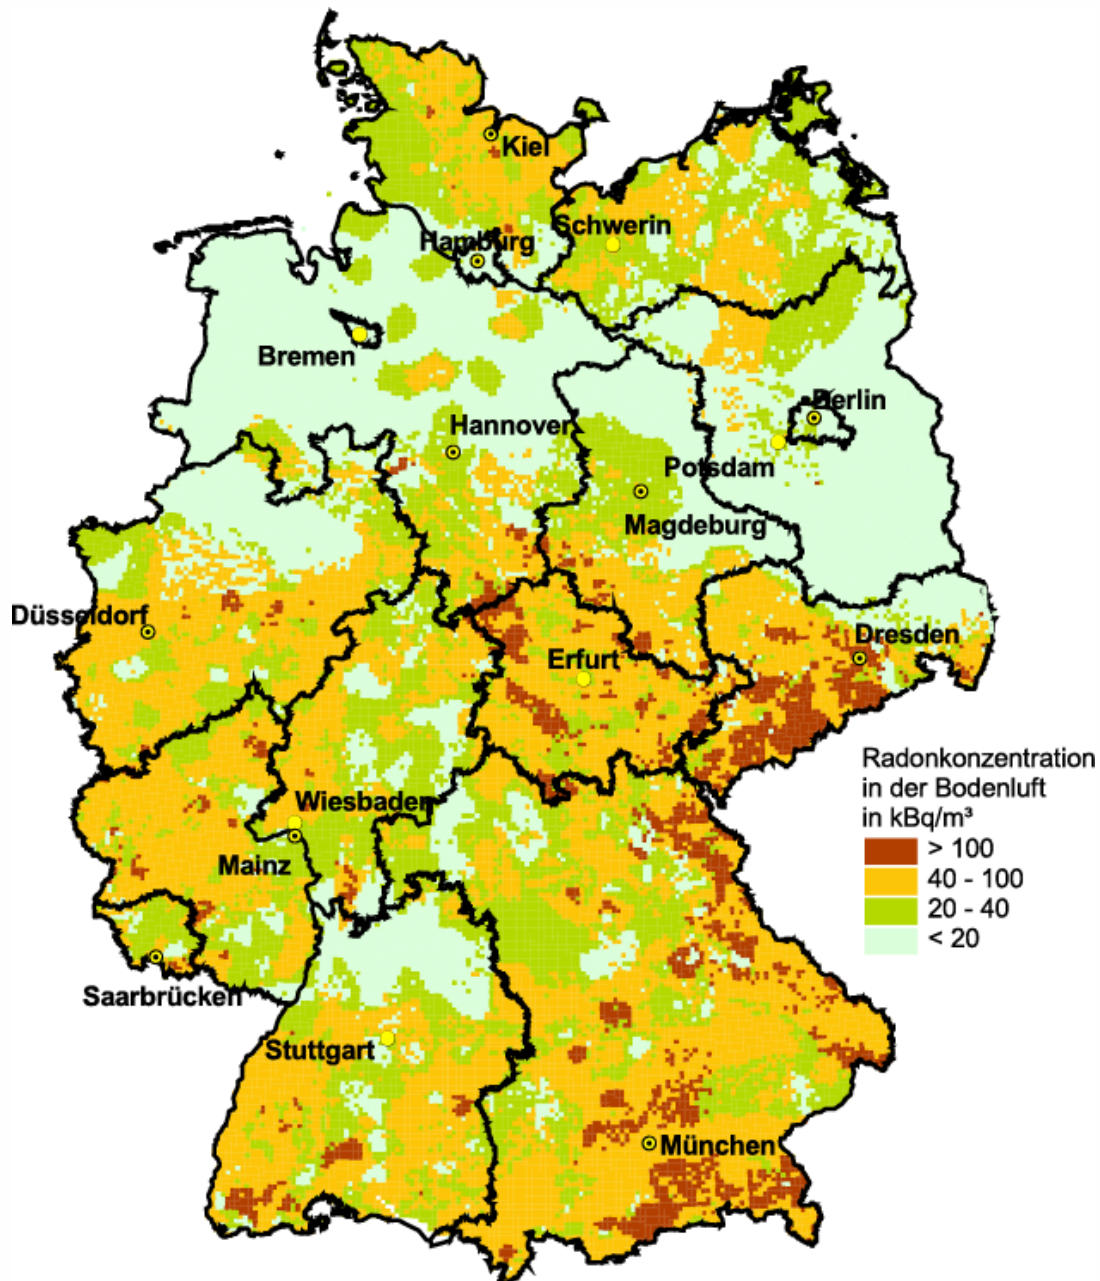 Kiel
Schwerin
Hamburg
Bremen
Berlin
Hannover
Potsdam
Magdeburg
Düsseldorf
Dresden
Erfurt
Radonkonzentration
in der Bodenluft
in kBq/m³
> 100
40 - 100
20 - 40
< 20
Wiesbaden
Mainz
Saarbrücken
Stuttgart
München